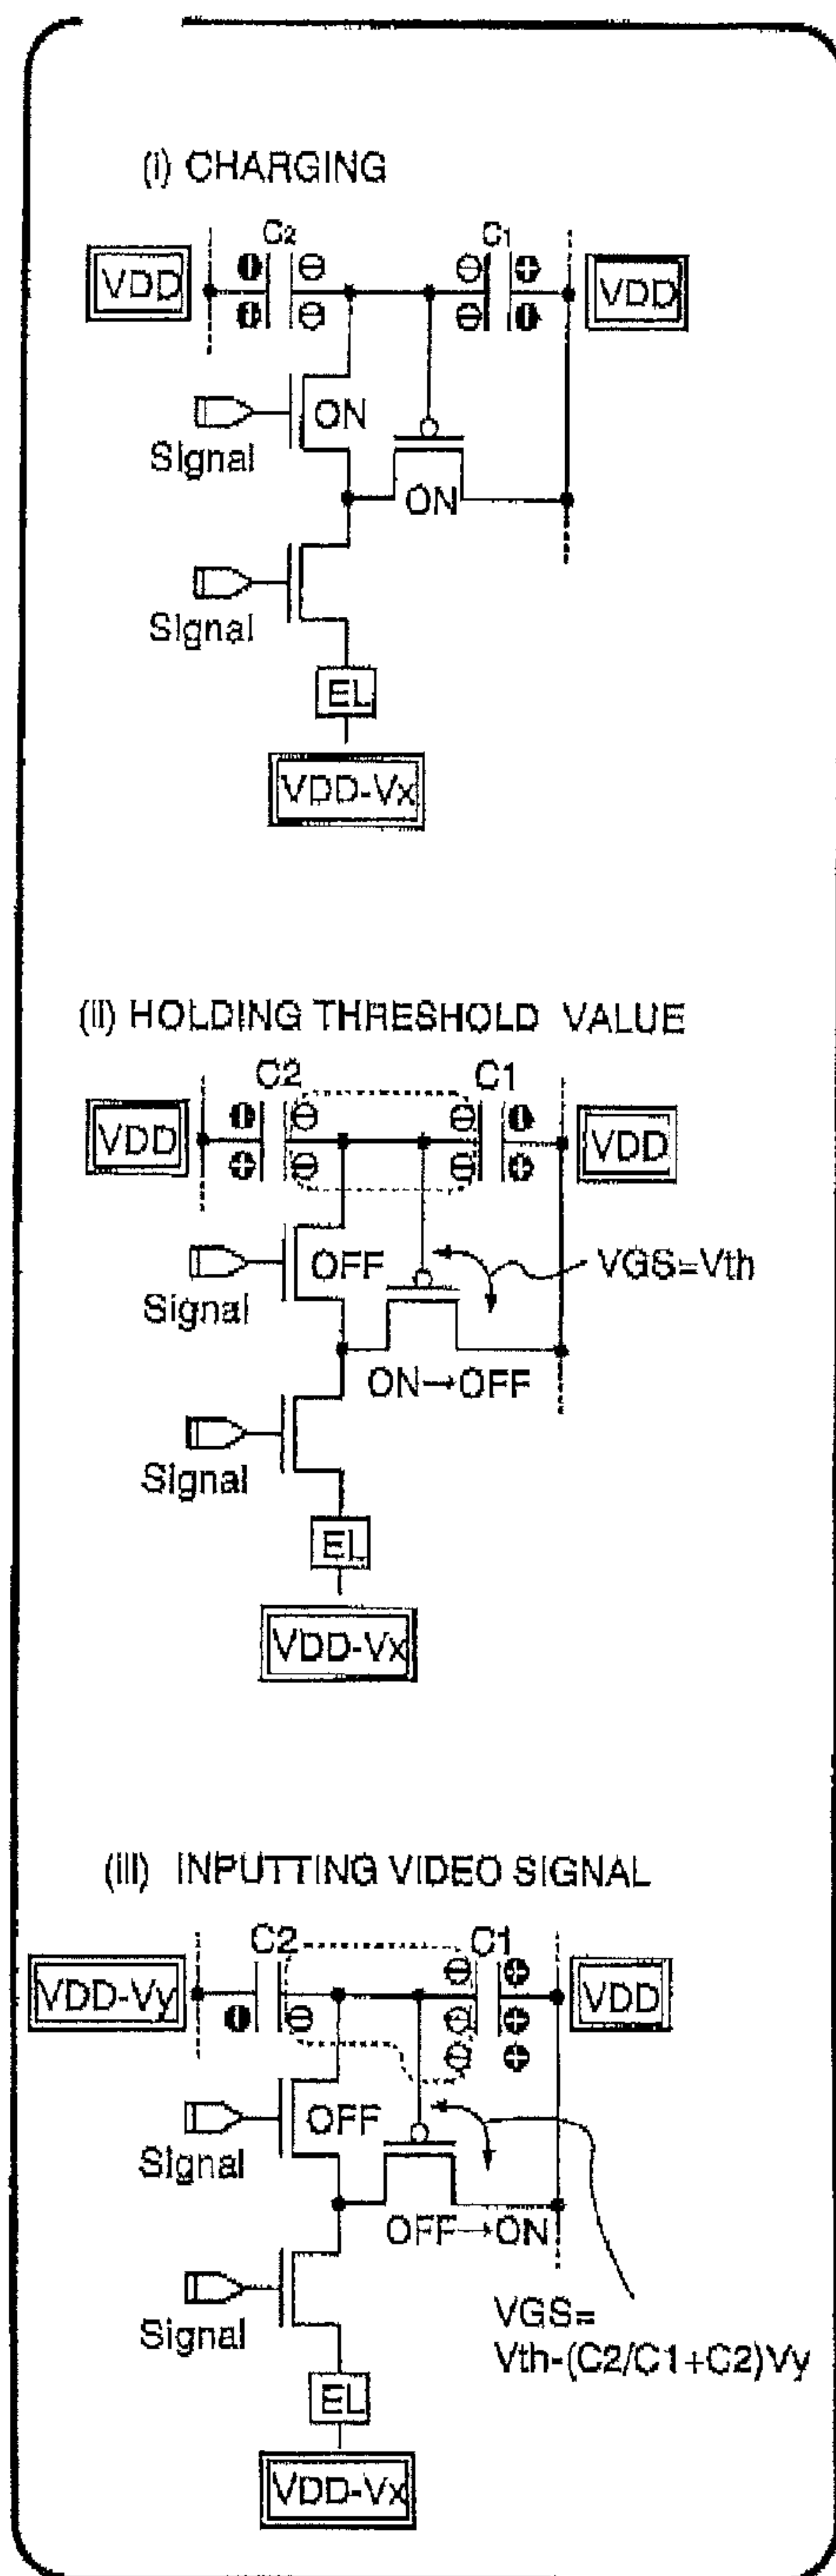 (i) CHARGING
C2 C1
VDD VDD
ON
Signal
ON
Signal
EL
VDD-Vx
(ii) HOLDING THRESHOLD VALUE
C2 C1
VDD VDD
OFF VGS=Vth
Signal
ON→OFF
Signal
EL
VDD-Vx
(iii) INPUTTING VIDEO SIGNAL
C2 C1
VDD-Vy VDD
OFF
Signal
OFF→ON
VGS=
Signal
Vth-(C2/C1+C2)Vy
EL
VDD-Vx